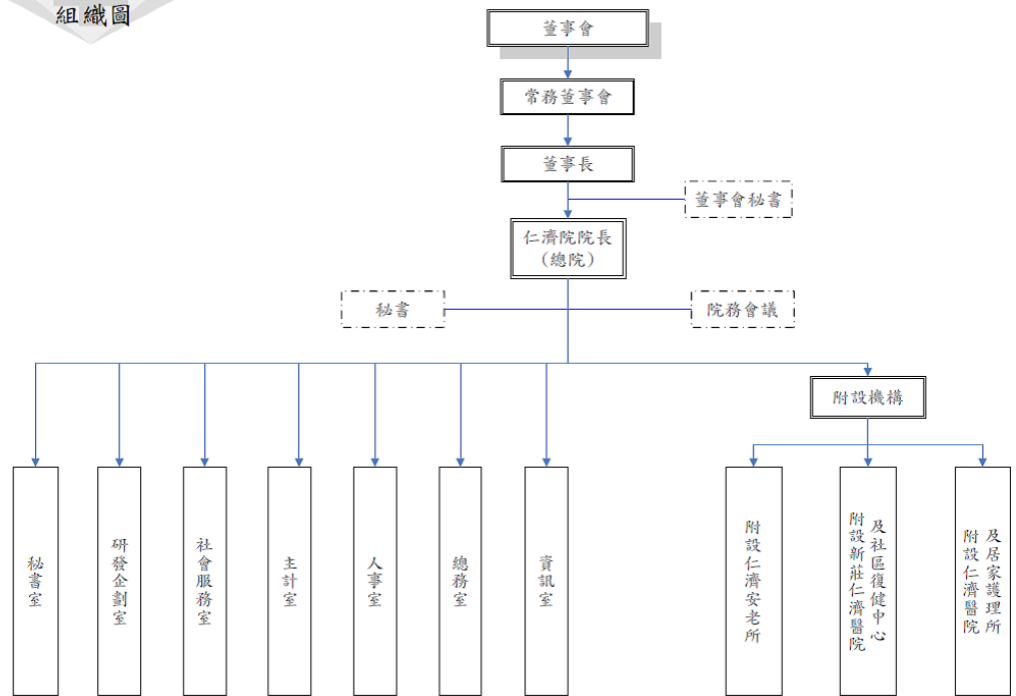 組織圖
董事會
常務董事會
董事長
董事會秘書
仁濟院院長
(總院)
秘書
院務會議
附設機構
秘書室
研發企劃室
社會服務室
主計室
人事室
總務室
資訊室
附設仁濟安老所
附設新莊仁濟醫院
及社區復健中心
附設仁濟醫院
及居家護理所